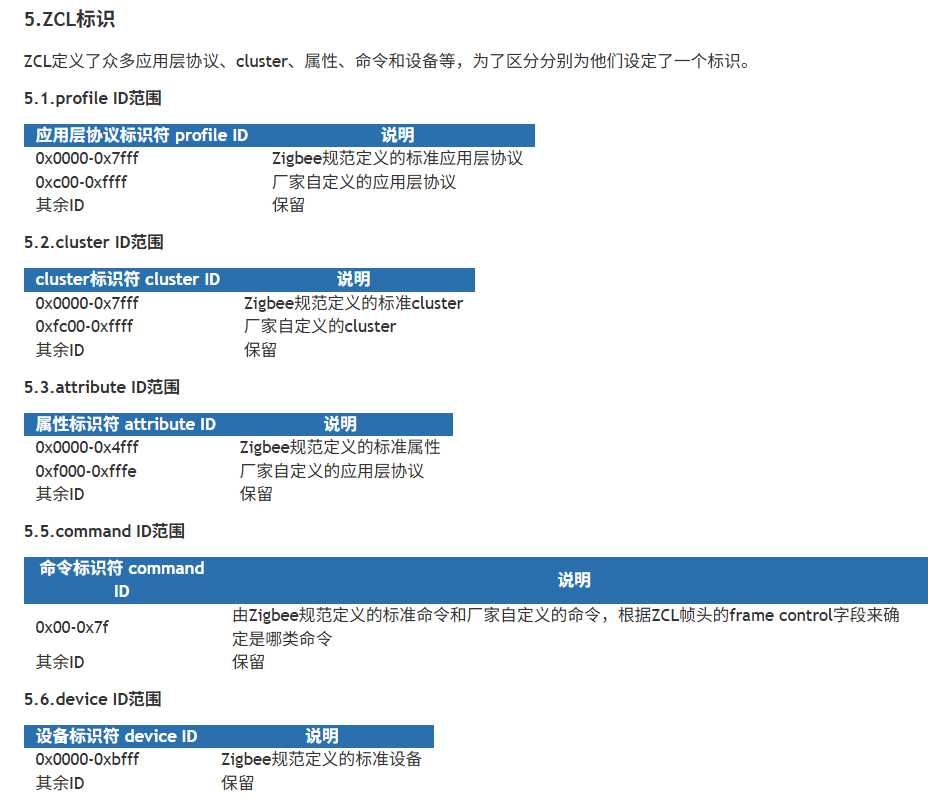 5.ZCL标识
ZCL定义了众多应用层协议、cluster、属性、命令和设备等，为了区分分别为他们设定了一个标识。
5.1.profile ID范围
应用层协议标识符 profile ID 说明
0x0000-0x7fff Zigbee规范定义的标准应用层协议
0xc00-0xffff 厂家自定义的应用层协议
其余ID 保留
5.2.cluster ID范围
cluster标识符 cluster ID 说明
0x0000-0x7fff Zigbee规范定义的标准cluster
0xfc00-0xffff 厂家自定义的cluster
其余ID 保留
5.3.attribute ID范围
属性标识符 attribute ID 说明
0x0000-0x4fff Zigbee规范定义的标准属性
0xf000-0xfffe 厂家自定义的应用层协议
其余ID 保留
5.5.command ID范围
命令标识符 command
ID
说明
0x00-0x7f
由Zigbee规范定义的标准命令和厂家自定义的命令，根据ZCL帧头的frame control字段来确
定是哪类命令
其余ID 保留
5.6.device ID范围
设备标识符 device ID 说明
0x0000-0xbfff Zigbee规范定义的标准设备
其余ID 保留